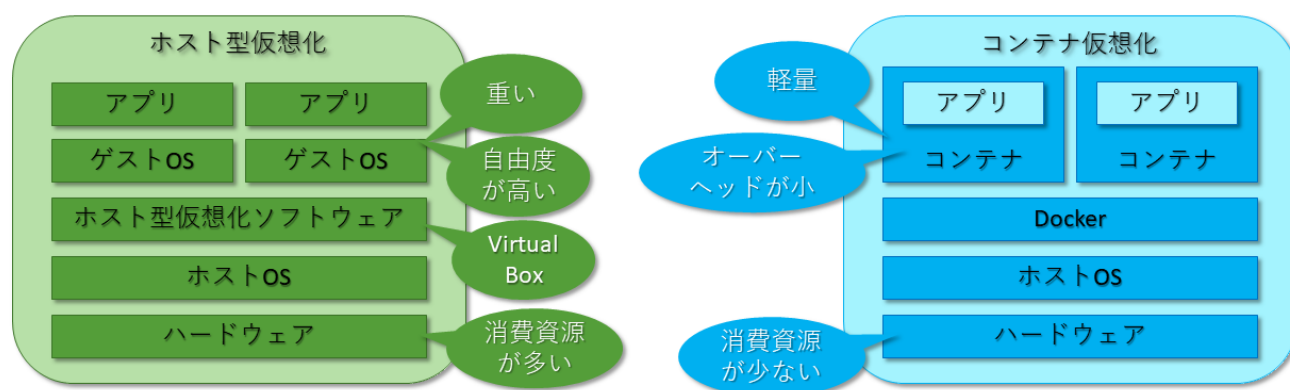 ホスト型仮想化
アプリ
アプリ
重い
ゲストOS
ゲストOS
自由度
が高い
ホスト型仮想化ソフトウェア
Virtual
Box
ホストOS
ハードウェア
消費資源
が多い
コンテナ仮想化
軽量
アプリ
アプリ
オーバー
ヘッドが小
コンテナ
コンテナ
Docker
ホストOS
ハードウェア
消費資源
が少ない